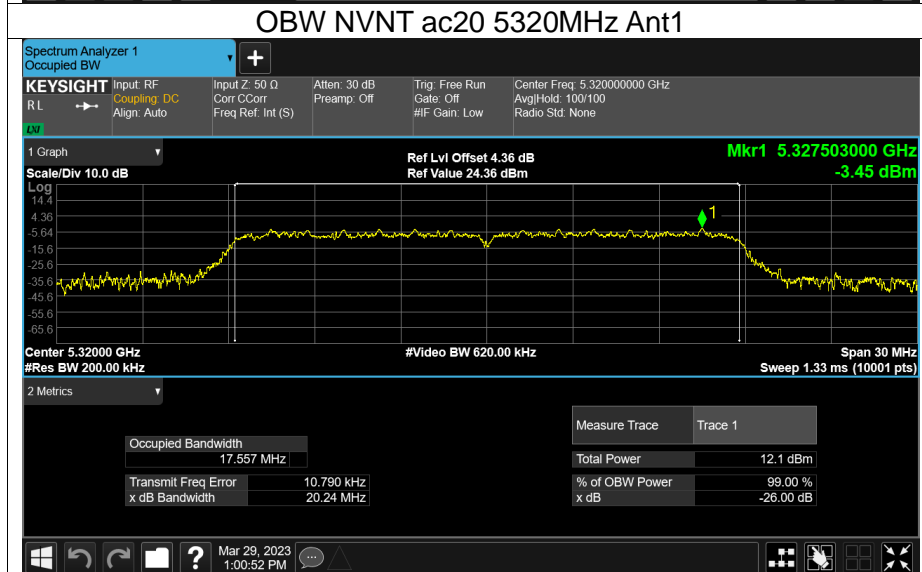 OBW NVNT ac20 5320MHz Ant1
Spectrum Analyzer 1
Occupied BW
+
KEYSIGHT Input: RF Input Z: 50 Ω Atten: 30 dB Trig: Free Run Center Freq: 5.320000000 GHz
RL Coupling: DC Corr CCorr Preamp: Off Gate: Off Avg|Hold: 100/100
Align: Auto Freq Ref: Int (S) #IF Gain: Low Radio Std: None
LXI
1 Graph Ref Lvl Offset 4.36 dB Mkr1 5.327503000 GHz
Scale/Div 10.0 dB Ref Value 24.36 dBm -3.45 dBm
Log
14.4
4.36
-5.64
-15.6
-25.6
-35.6
-45.6
-55.6
-65.6
1
Center 5.32000 GHz #Video BW 620.00 kHz Span 30 MHz
#Res BW 200.00 kHz Sweep 1.33 ms (10001 pts)
2 Metrics
Measure Trace Trace 1
Occupied Bandwidth
17.557 MHz Total Power 12.1 dBm
Transmit Freq Error 10.790 kHz % of OBW Power 99.00 %
x dB Bandwidth 20.24 MHz x dB -26.00 dB
? Mar 29, 2023
1:00:52 PM